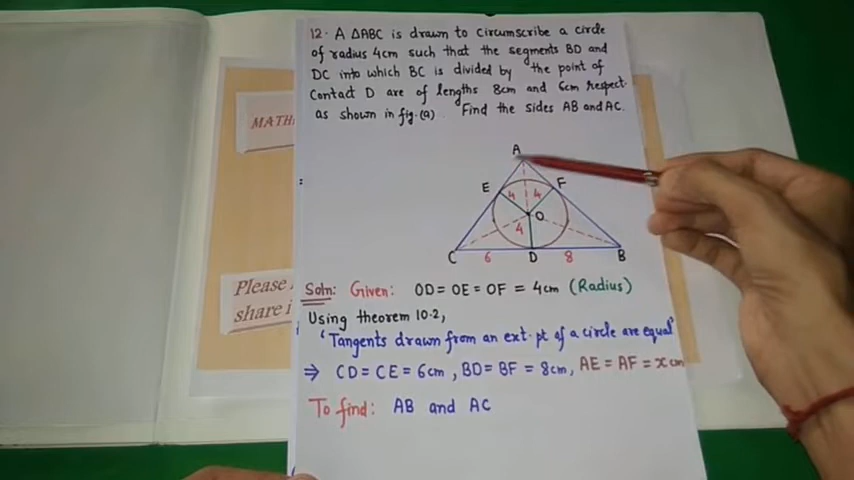 12. A ΔABC is drawn to circumscribe a circle
of radius 4cm such that the segments BD and
DC into which BC is divided by the point of
Contact D are of lengths 8cm and 6cm respect.
as shown in fig.(a). Find the sides AB and AC.
MATH
A
E
F
4
4
O
4
C
6
D
8
B
Please
share
Soln: Given: OD = OE = OF = 4cm (Radius)
Using theorem 10.2,
'Tangents drawn from an ext. pt of a circle are equal'
⇒ CD = CE = 6cm, BD = BF = 8cm, AE = AF = x cm
To find: AB and AC